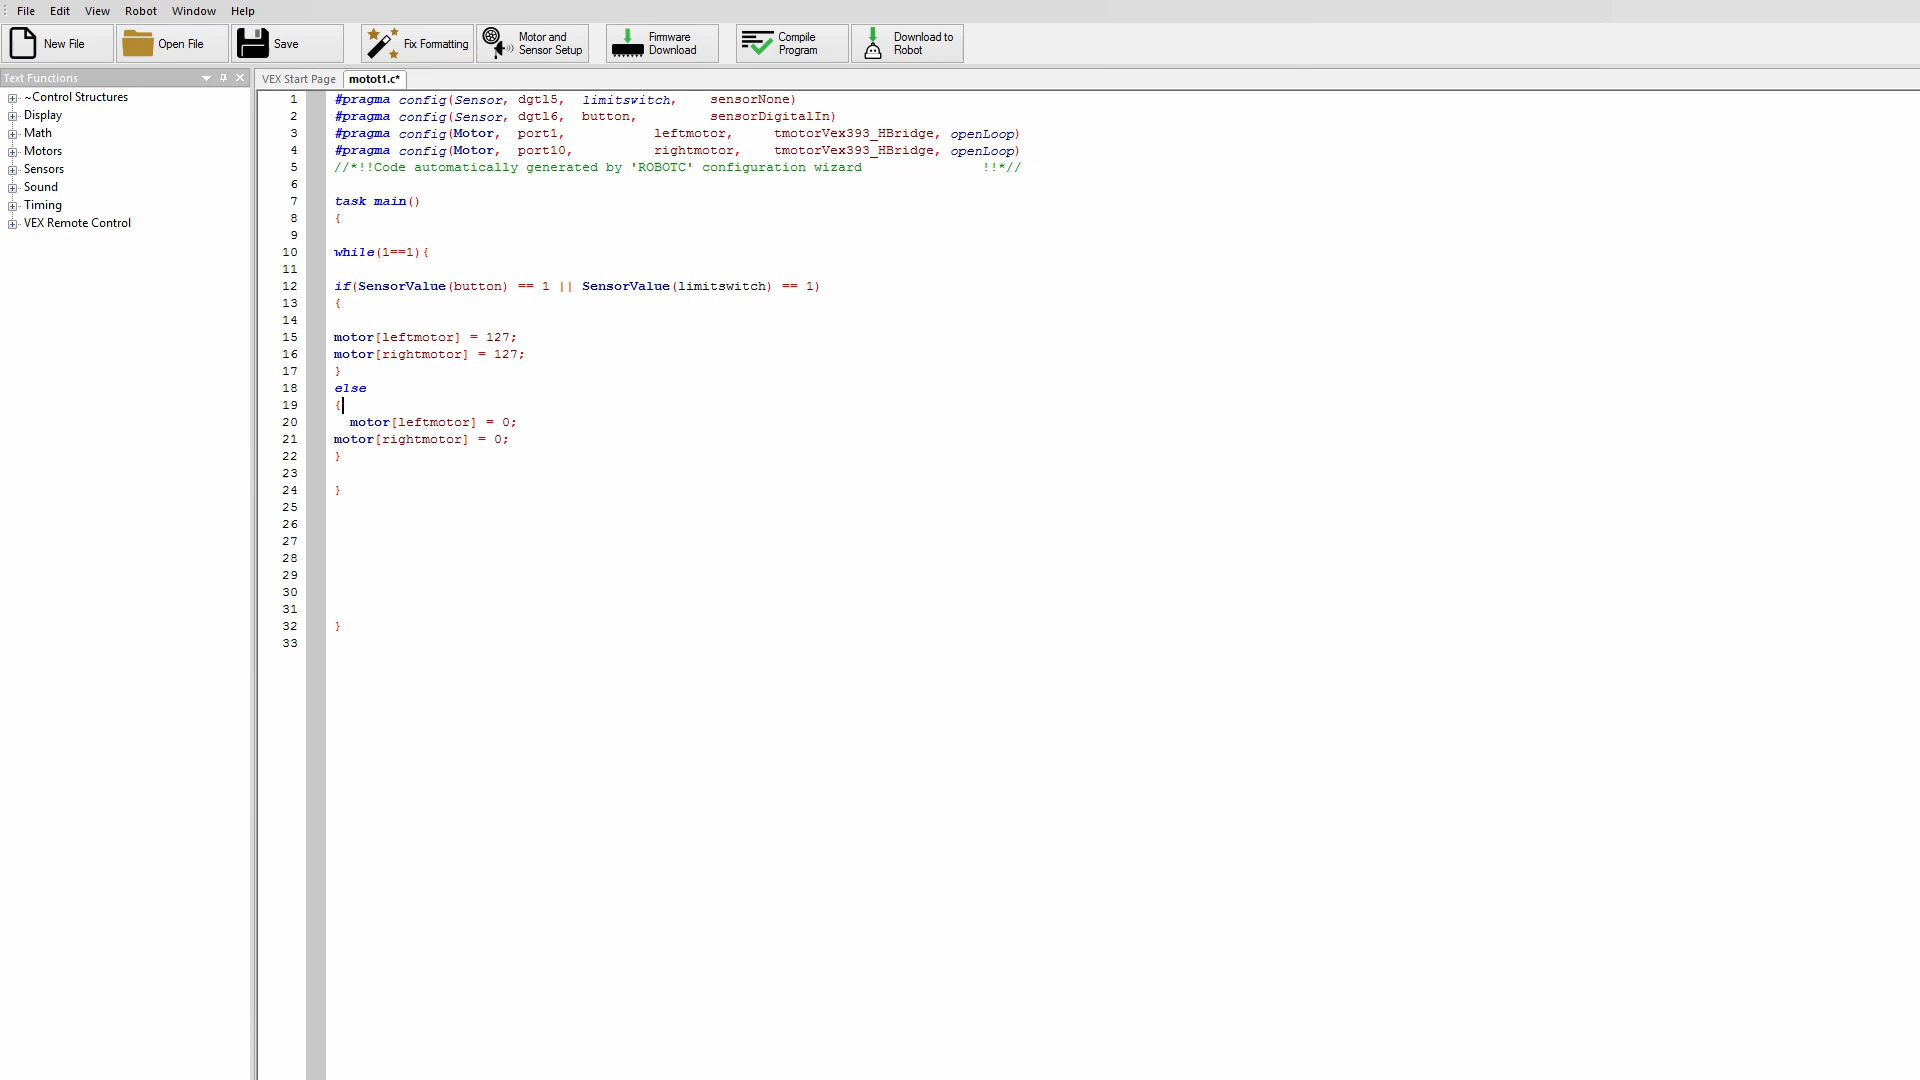 File Edit View Robot Window Help
New File Open File Save Fix Formatting Motor and Sensor Setup Firmware Download Compile Program Download to Robot
Text Functions
~Control Structures
Display
Math
Motors
Sensors
Sound
Timing
VEX Remote Control
VEX Start Page motot1.c*
1 #pragma config(Sensor, dgtl5, limitswitch, sensorNone)
2 #pragma config(Sensor, dgtl6, button, sensorDigitalIn)
3 #pragma config(Motor, port1, leftmotor, tmotorVex393_HBridge, openLoop)
4 #pragma config(Motor, port10, rightmotor, tmotorVex393_HBridge, openLoop)
5 //*!!Code automatically generated by 'ROBOTC' configuration wizard !!*//
6
7 task main()
8 {
9
10 while(1==1){
11
12 if(SensorValue(button) == 1 || SensorValue(limitswitch) == 1)
13 {
14
15 motor[leftmotor] = 127;
16 motor[rightmotor] = 127;
17 }
18 else
19 {
20 motor[leftmotor] = 0;
21 motor[rightmotor] = 0;
22 }
23
24 }
25
26
27
28
29
30
31
32 }
33